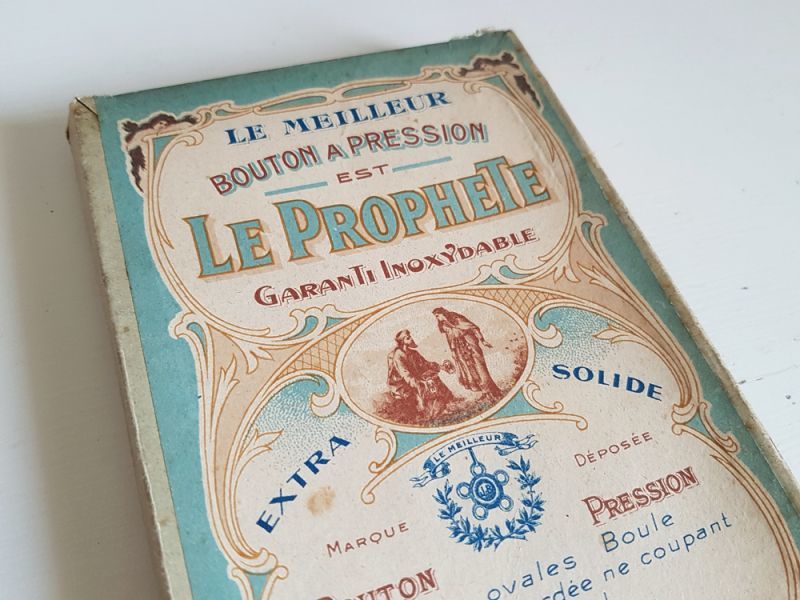 LE MEILLEUR
BOUTON A PRESSION
EST
LE PROPHETE
GARANTI INOXYDABLE
EXTRA SOLIDE
LE MEILLEUR
MARQUE DÉPOSÉE
BOUTON PRESSION
ovales Boule
ne coupant